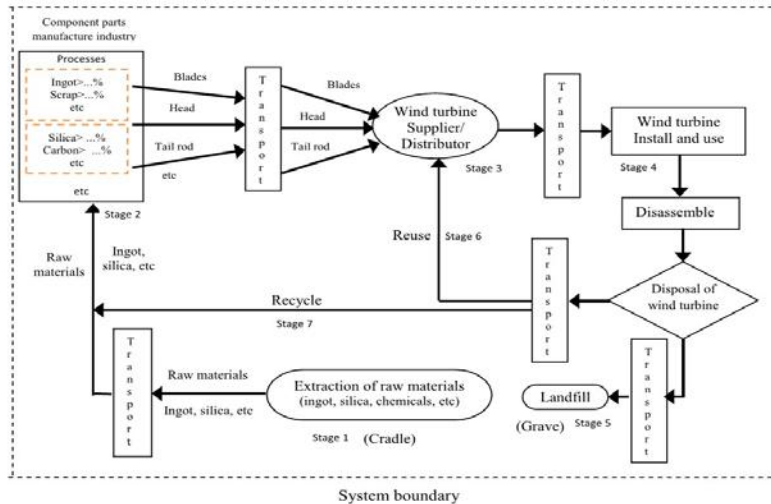 Component parts
manufacture industry
Processes
Ingot>...%
Scrap>...%
etc
Silica> ...%
Carbon> ...%
etc
etc
Stage 2
Blades
Head
Tail rod
etc
Transport
Blades
Head
Tail rod
Wind turbine
Supplier/
Distributor
Stage 3
Transport
Wind turbine
Install and use
Stage 4
Disassemble
Disposal of
wind turbine
Transport
Reuse
Stage 6
Recycle
Stage 7
Raw
materials
Ingot,
silica, etc
Transport
Raw materials
Ingot, silica, etc
Extraction of raw materials
(ingot, silica, chemicals, etc)
Stage 1 (Cradle)
Transport
Landfill
(Grave) Stage 5
System boundary